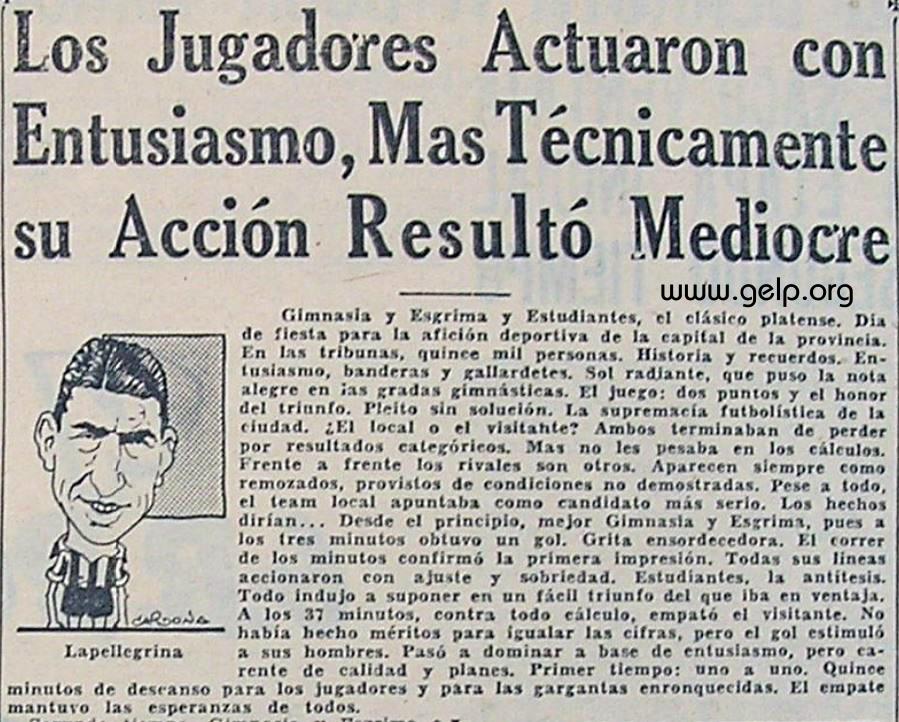 Los Jugadores Actuaron con
Entusiasmo, Mas Técnicamente
su Acción Resultó Mediocre
www.gelp.org
Gimnasia y Esgrima y Estudiantes, el clásico platense. Día
de fiesta para la afición deportiva de la capital de la provincia.
En las tribunas, quince mil personas. Historia y recuerdos. En-
tusiasmo, banderas y gallardetes. Sol radiante, que puso la nota
alegre en las gradas gimnásticas. El juego: dos puntos y el honor
del triunfo. Pleito sin solución. La supremacía futbolística de la
ciudad. ¿El local o el visitante? Ambos terminaban de perder
por resultados categóricos. Mas no les pesaba en los cálculos.
Frente a frente los rivales son otros. Aparecen siempre como
remozados, provistos de condiciones no demostradas. Pese a todo,
el team local apuntaba como candidato más serio. Los hechos
dirían... Desde el principio, mejor Gimnasia y Esgrima, pues a
los tres minutos obtuvo un gol. Grita ensordecedora. El correr
de los minutos confirmó la primera impresión. Todas sus líneas
accionaron con ajuste y sobriedad. Estudiantes, la antítesis.
Todo indujo a suponer en un fácil triunfo del que iba en ventaja.
A los 37 minutos, contra todo cálculo, empató el visitante. No
había hecho méritos para igualar las cifras, pero el gol estimuló
a sus hombres. Pasó a dominar a base de entusiasmo, pero ca-
rente de calidad y planes. Primer tiempo: uno a uno. Quince
minutos de descanso para los jugadores y para las gargantas enronquecidas. El empate
mantuvo las esperanzas de todos.
CARDONA
Lapellegrina